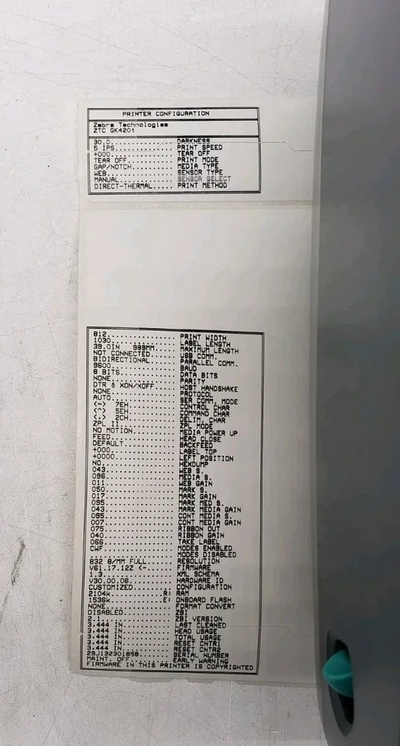 PRINTER CONFIGURATION
Zebra Technologies
ZTC GK420t
30.0............ DARKNESS
5 IPS........... PRINT SPEED
+000............ TEAR OFF
TEAR OFF........ PRINT MODE
GAP/NOTCH....... MEDIA TYPE
WEB............. SENSOR TYPE
MANUAL.......... SENSOR SELECT
DIRECT-THERMAL..... PRINT METHOD
812............. PRINT WIDTH
1030............ LABEL LENGTH
39.0IN 989MM MAXIMUM LENGTH
NOT CONNECTED... USB COMM.
BIDIRECTIONAL... PARALLEL COMM.
9600............ BAUD
8 BITS.......... DATA BITS
NONE............ PARITY
DTR & XON/XOFF.. HOST HANDSHAKE
NONE............ PROTOCOL
AUTO............ SER COMM. MODE
<~> 7EH......... CONTROL CHAR
<^> 5EH......... COMMAND CHAR
<,> 2CH......... DELIM. CHAR
ZPL II.......... ZPL MODE
NO MOTION....... MEDIA POWER UP
FEED............ HEAD CLOSE
DEFAULT......... BACKFEED
+000............ LABEL TOP
+0000........... LEFT POSITION
NO.............. HEXDUMP
043............. WEB S.
096............. MEDIA S.
011............. WEB GAIN
050............. MARK S.
017............. MARK GAIN
095............. MARK MED S.
043............. MARK MEDIA GAIN
095............. CONT MEDIA S.
007............. CONT MEDIA GAIN
075............. RIBBON OUT
040............. RIBBON GAIN
066............. TAKE LABEL
CWF............. MODES ENABLED
................ MODES DISABLED
832 8/MM FULL... RESOLUTION
V61.17.12Z <-... FIRMWARE
1.3............. XML SCHEMA
V30.00.06....... HARDWARE ID
CUSTOMIZED...... CONFIGURATION
2104k..........R: RAM
1536k..........E: ONBOARD FLASH
NONE............ FORMAT CONVERT
DISABLED........ ZBI
2.1............. ZBI VERSION
3,444 IN........ LAST CLEANED
3,444 IN........ HEAD USAGE
3,444 IN........ TOTAL USAGE
3,444 IN........ RESET CNTR1
3,444 IN........ RESET CNTR2
29J132301858.... SERIAL NUMBER
MAINT. OFF...... EARLY WARNING
FIRMWARE IN THIS PRINTER IS COPYRIGHTED